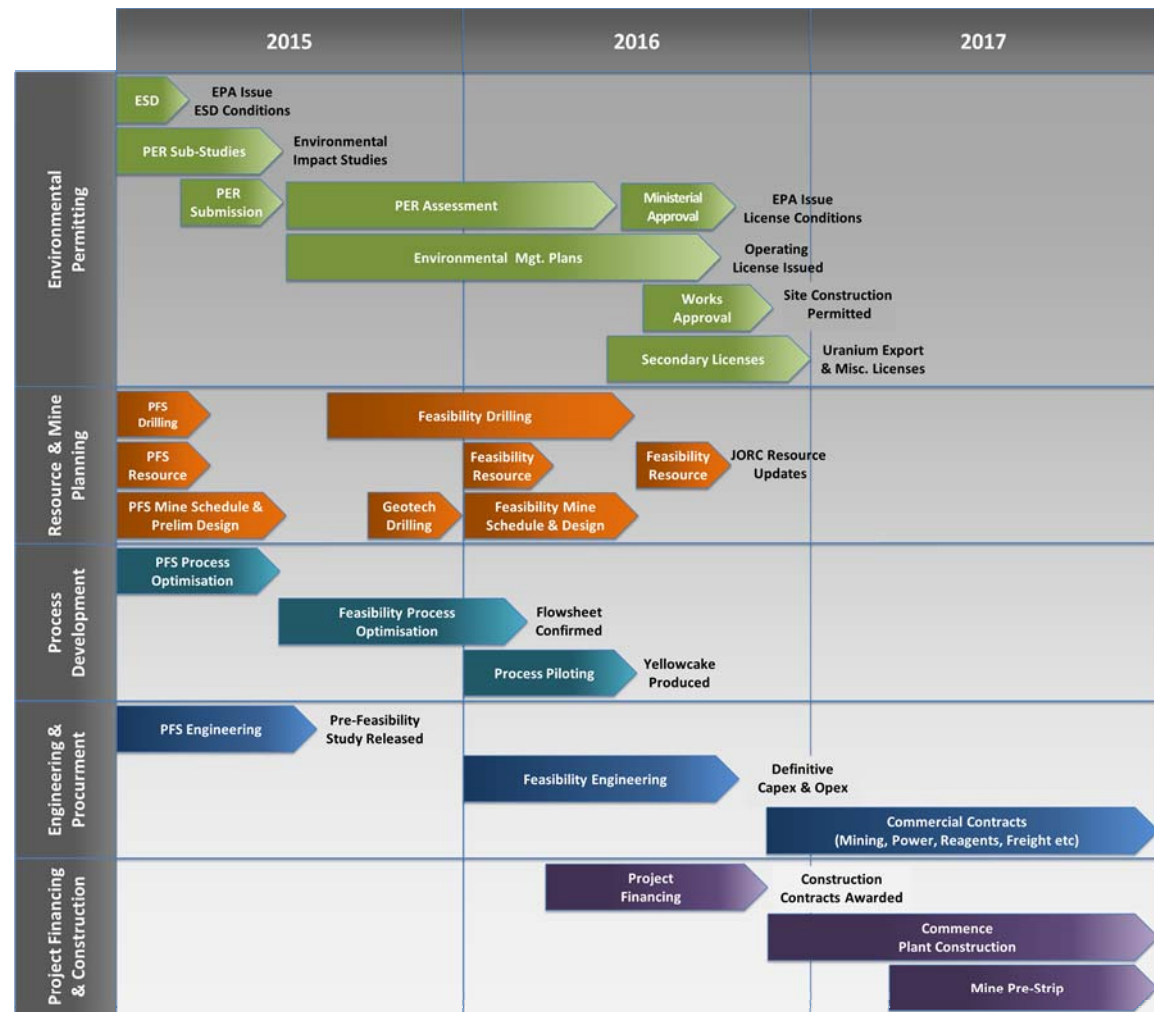 2015
2016
2017
Environmental
Permitting
ESD
EPA Issue
ESD Conditions
PER Sub-Studies
Environmental
Impact Studies
PER
Submission
PER Assessment
Ministerial
Approval
EPA Issue
License Conditions
Environmental Mgt. Plans
Operating
License Issued
Works
Approval
Site Construction
Permitted
Secondary Licenses
Uranium Export
& Misc. Licenses
Resource & Mine
Planning
PFS
Drilling
Feasibility Drilling
PFS
Resource
Feasibility
Resource
Feasibility
Resource
JORC Resource
Updates
PFS Mine Schedule &
Prelim Design
Geotech
Drilling
Feasibility Mine
Schedule & Design
Process
Development
PFS Process
Optimisation
Feasibility Process
Optimisation
Flowsheet
Confirmed
Process Piloting
Yellowcake
Produced
Engineering &
Procurment
PFS Engineering
Pre-Feasibility
Study Released
Feasibility Engineering
Definitive
Capex & Opex
Commercial Contracts
(Mining, Power, Reagents, Freight etc)
Project Financing
& Construction
Project
Financing
Construction
Contracts Awarded
Commence
Plant Construction
Mine Pre-Strip